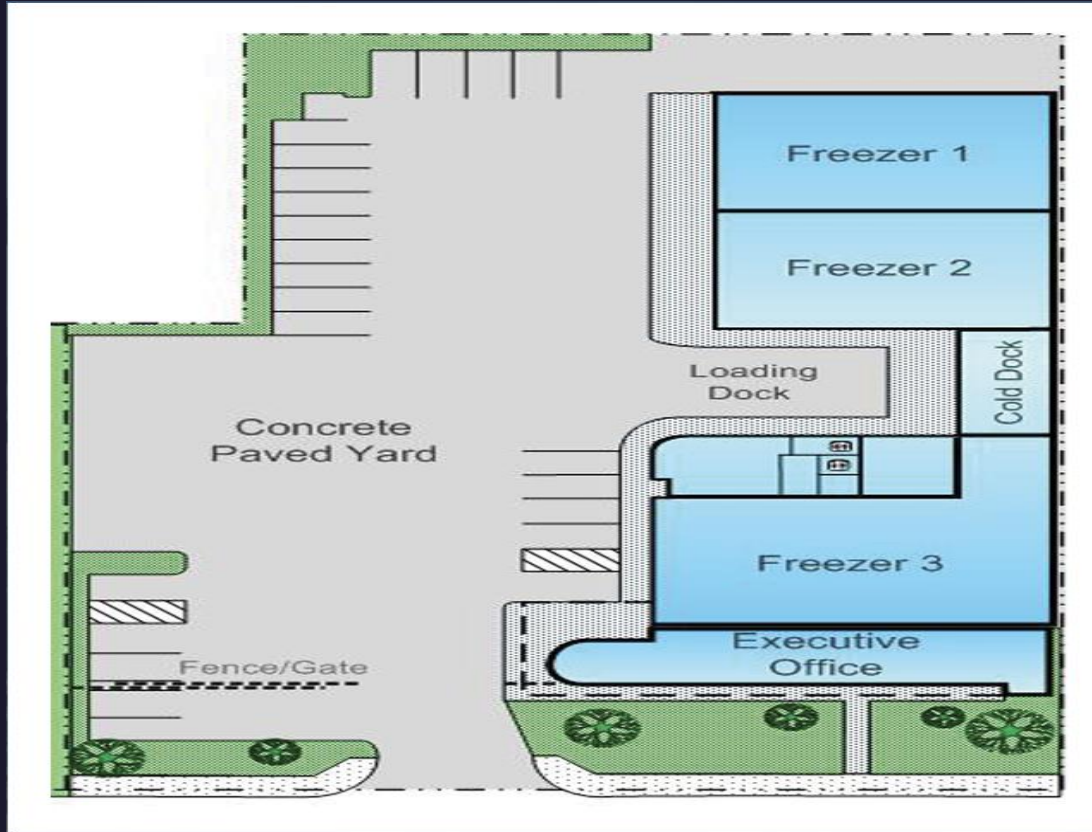 Freezer 1
Freezer 2
Loading
Dock
Cold Dock
Concrete
Paved Yard
Freezer 3
Executive
Office
Fence/Gate